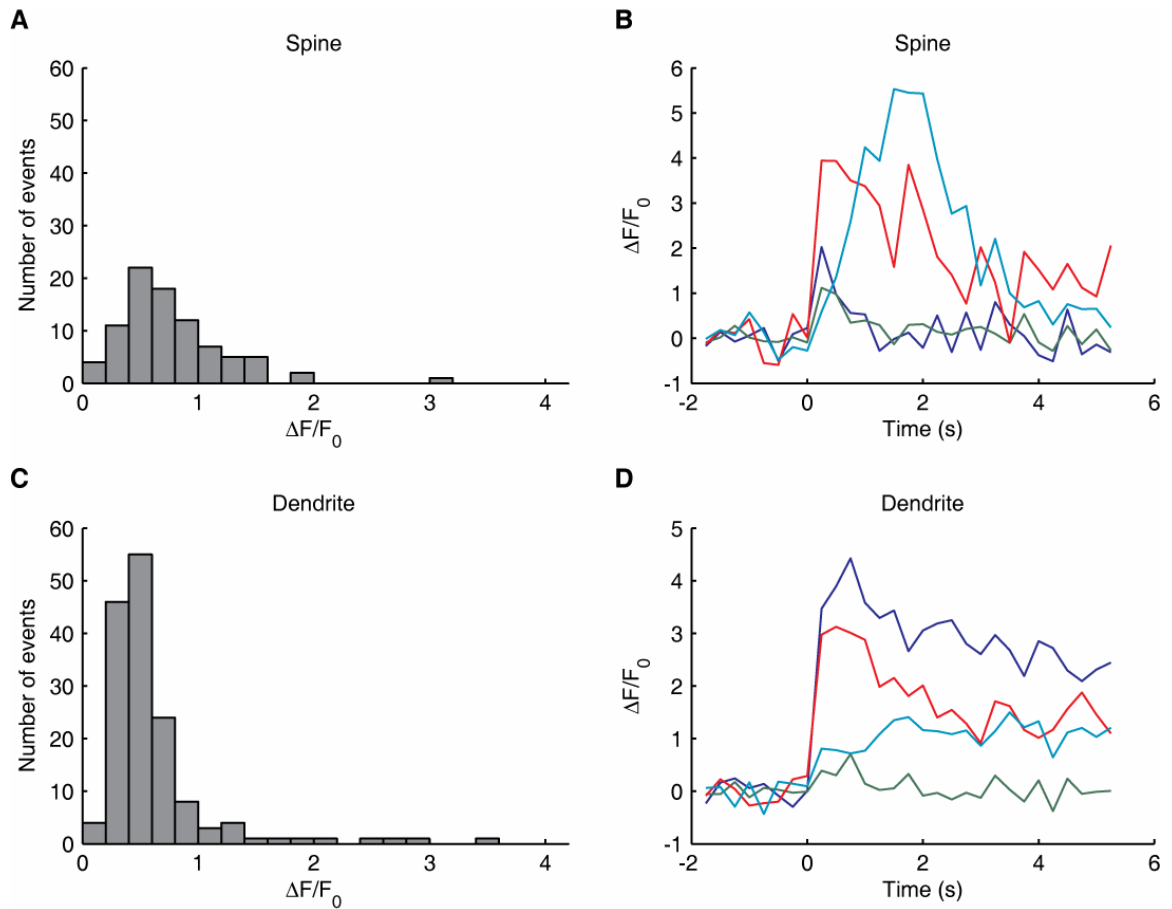 A
Spine
60
50
40
30
20
10
0
Number of events
0 1 2 3 4
ΔF/F0
B
Spine
6
5
4
3
2
1
0
-1
ΔF/F0
-2 0 2 4 6
Time (s)
C
Dendrite
60
50
40
30
20
10
0
Number of events
0 1 2 3 4
ΔF/F0
D
Dendrite
5
4
3
2
1
0
-1
ΔF/F0
-2 0 2 4 6
Time (s)